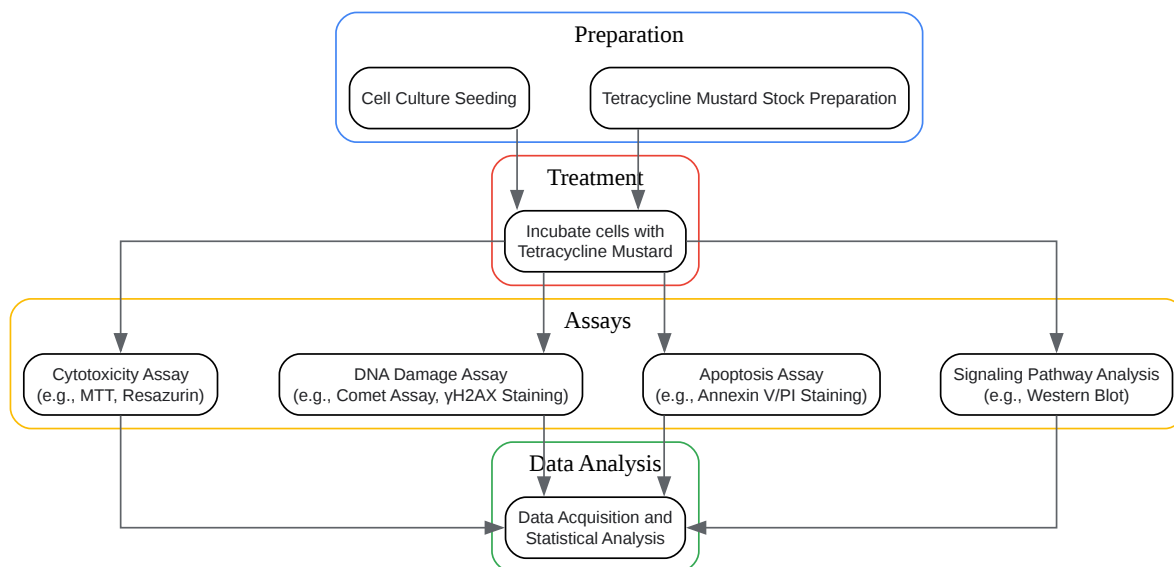 Preparation
Cell Culture Seeding
Tetracycline Mustard Stock Preparation
Treatment
Incubate cells with
Tetracycline Mustard
Assays
Cytotoxicity Assay
(e.g., MTT, Resazurin)
DNA Damage Assay
(e.g., Comet Assay, γH2AX Staining)
Apoptosis Assay
(e.g., Annexin V/PI Staining)
Signaling Pathway Analysis
(e.g., Western Blot)
Data Analysis
Data Acquisition and
Statistical Analysis